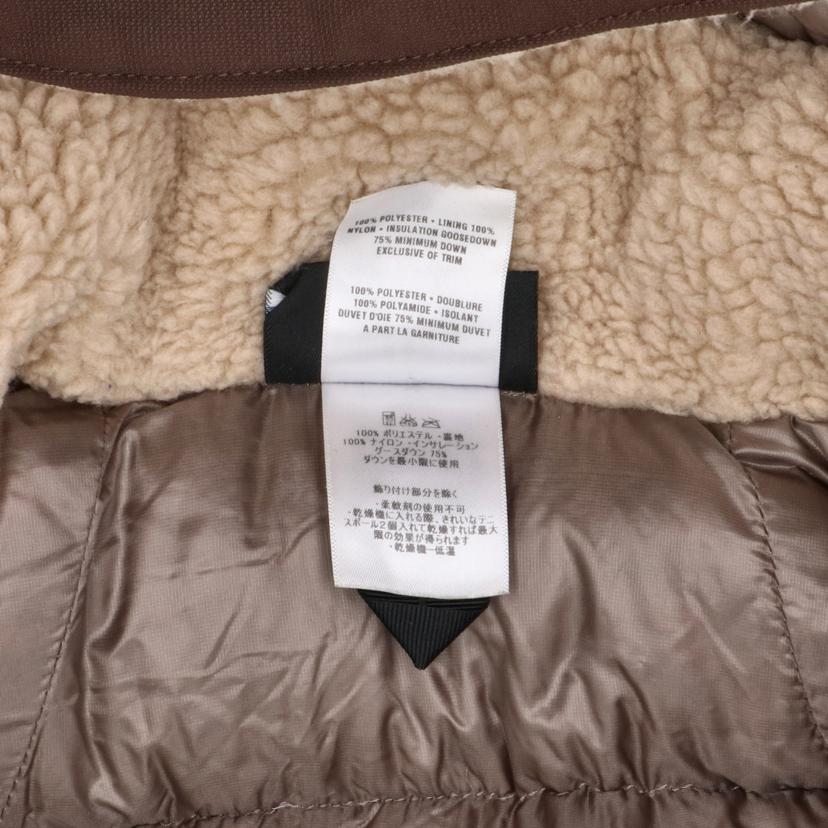 100% POLYESTER • LINING 100%
NYLON • INSULATION GOOSEDOWN
75% MINIMUM DOWN
EXCLUSIVE OF TRIM
100% POLYESTER • DOUBLURE
100% POLYAMIDE • ISOLANT
DUVET D'OIE 75% MINIMUM DUVET
A PART LA GARNITURE
100% ポリエステル ・裏地
100% ナイロン ・インサレーション
グースダウン 75%
ダウンを最小限に使用
飾り付け部分を除く
・柔軟剤の使用不可
・乾燥機に入れる際、きれいなテニ
スボール2個入れて乾燥すれば最大
限の効果が得られます
・乾燥機ー低温